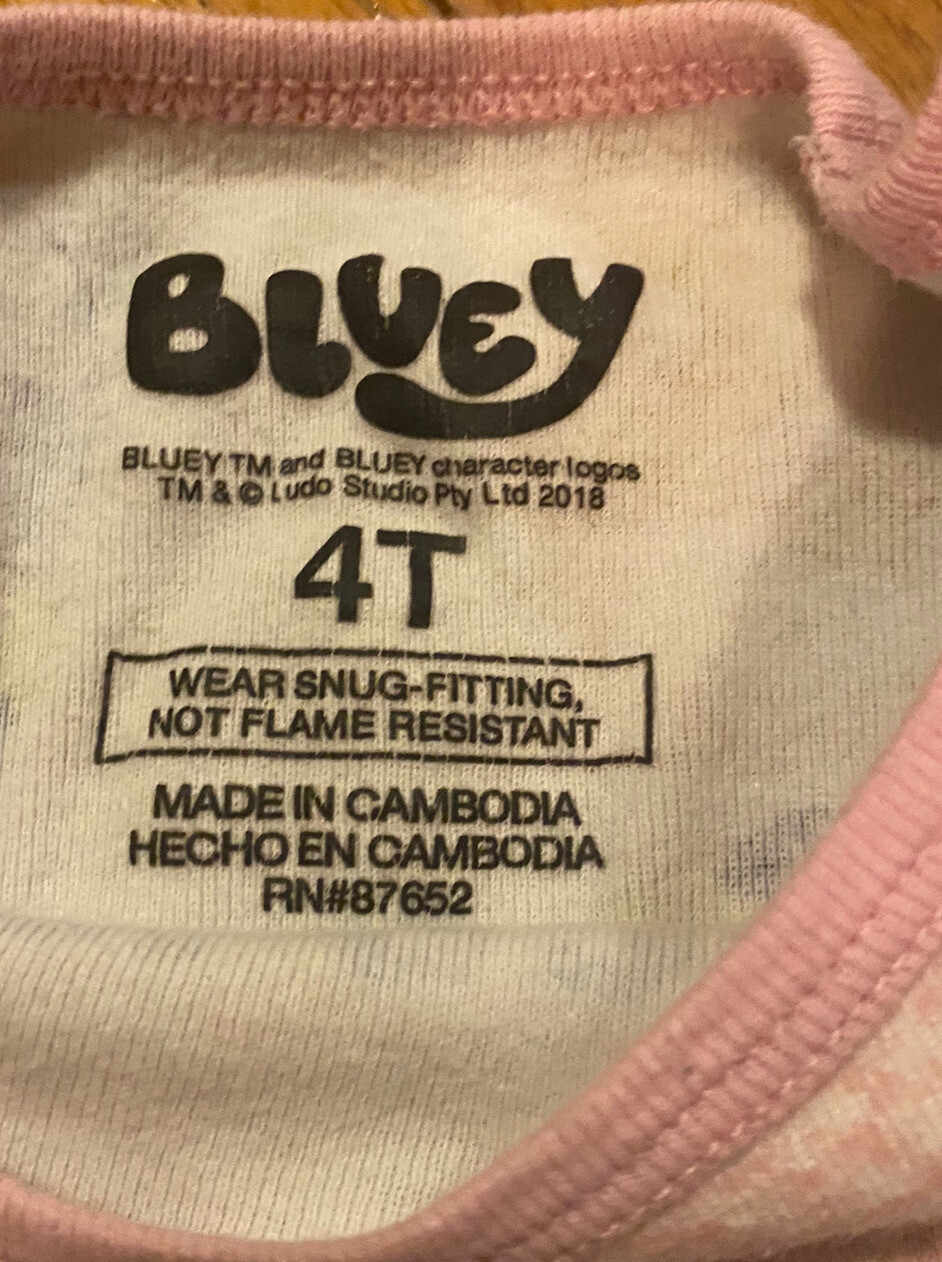 BLUEY
BLUEY TM and BLUEY character logos
TM & © Ludo Studio Pty Ltd 2018
4T
WEAR SNUG-FITTING,
NOT FLAME RESISTANT
MADE IN CAMBODIA
HECHO EN CAMBODIA
RN#87652